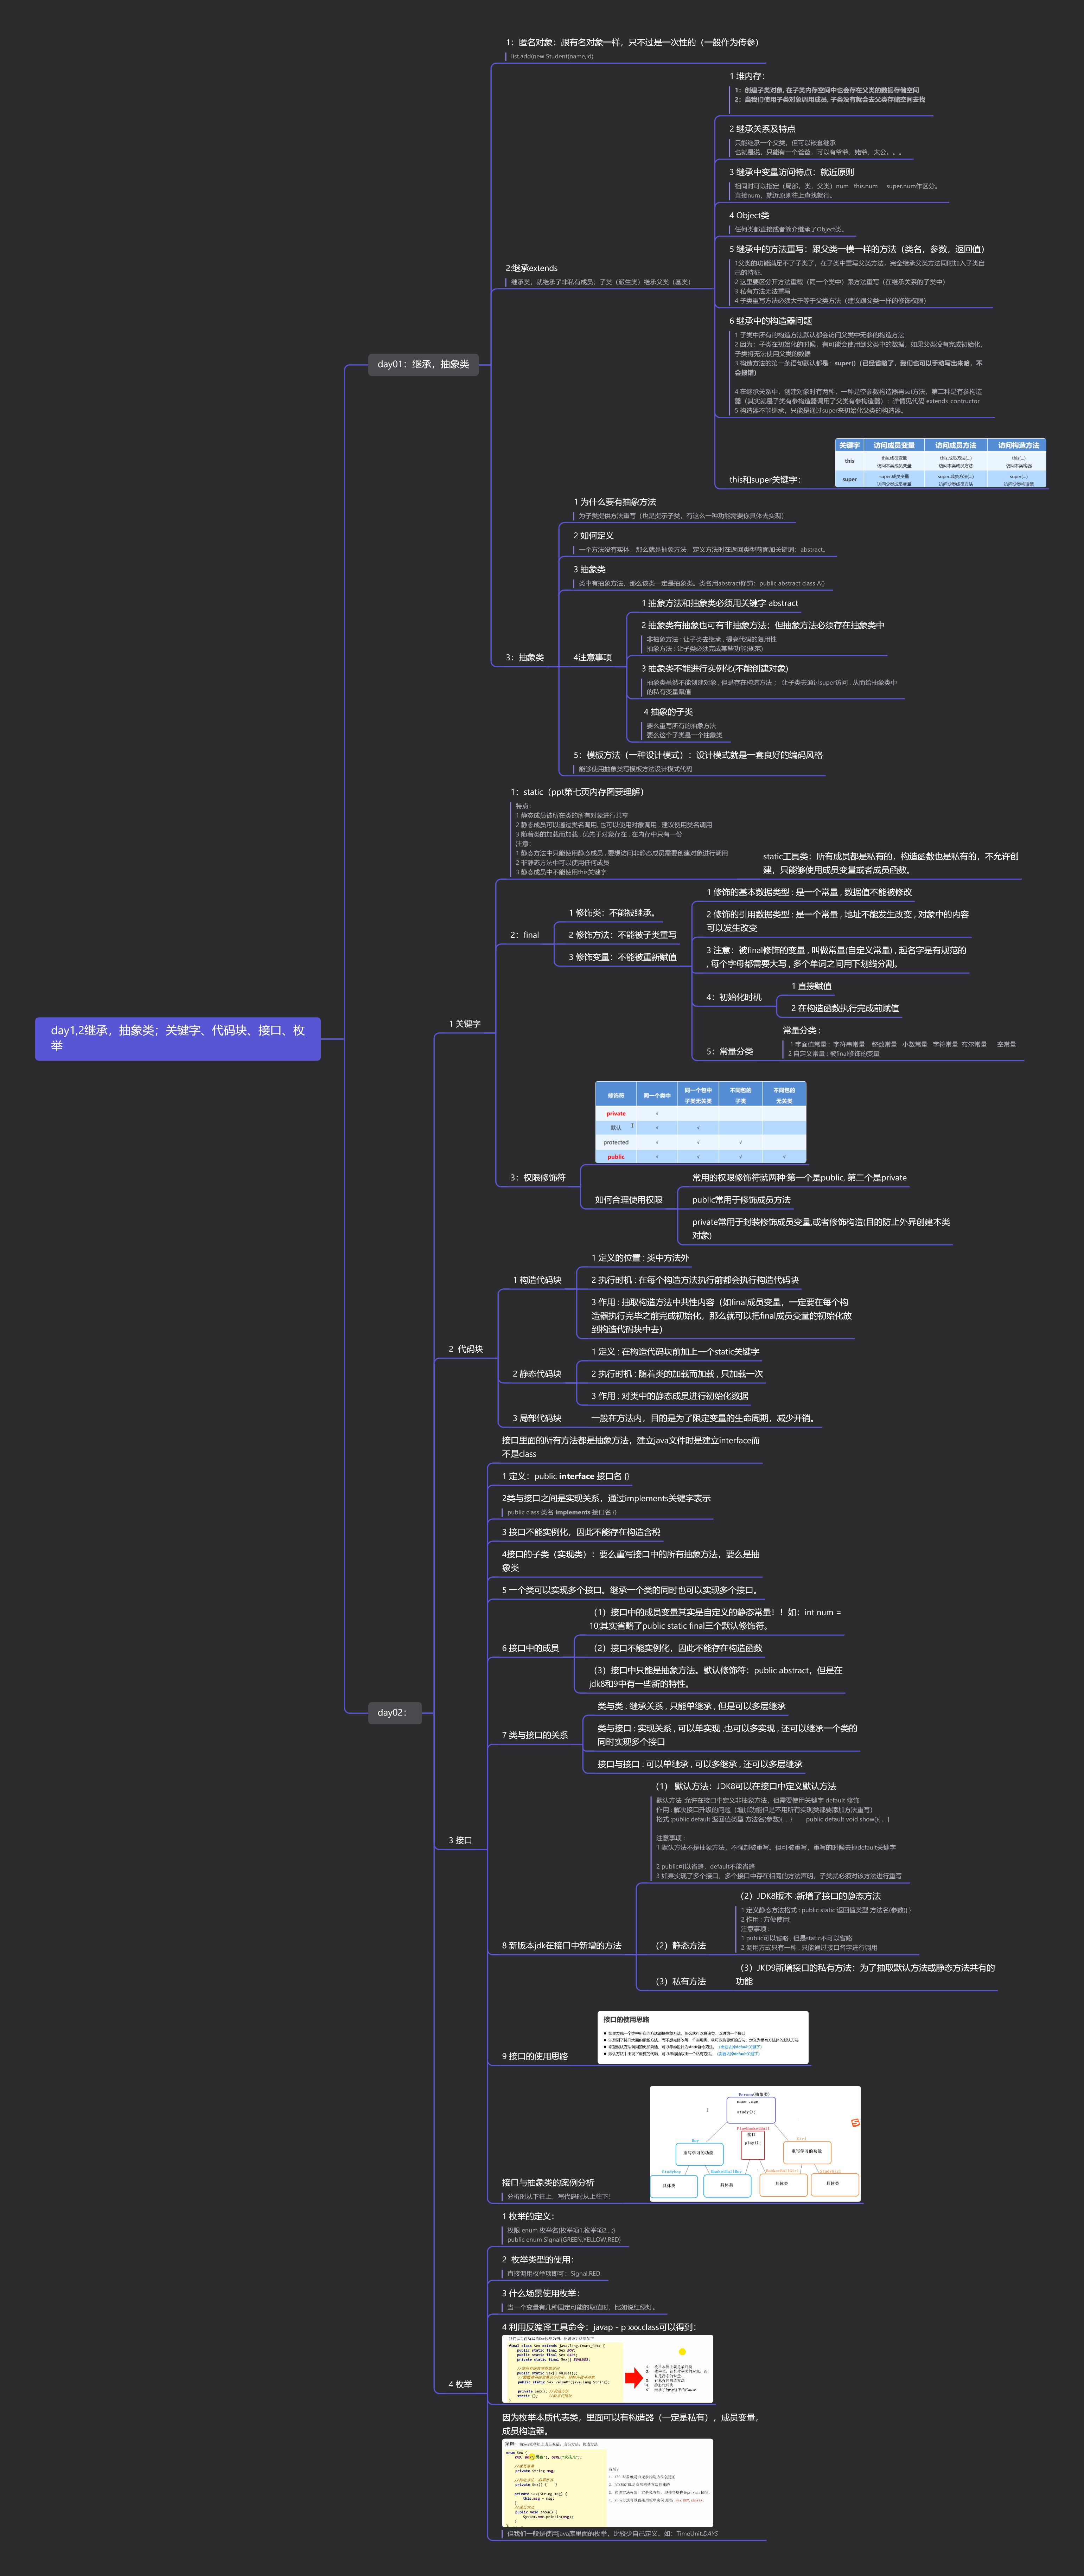 day1,2继承，抽象类；关键字、代码块、接口、枚
举
day01：继承，抽象类
1：匿名对象：跟有名对象一样，只不过是一次性的（一般作为传参）
list.add(new Student(name,id)
2:继承extends
继承类，就继承了非私有成员；子类（派生类）继承父类（基类）
1 堆内存：
1：创建子类对象, 在子类内存空间中也会存在父类的数据存储空间
2：当我们使用子类对象调用成员, 子类没有就会去父类存储空间去找
2 继承关系及特点
只能继承一个父类，但可以嵌套继承
也就是说，只能有一个爸爸，可以有爷爷，姥爷，太公。。。
3 继承中变量访问特点：就近原则
相同时可以指定（局部、类、父类）num this.num super.num作区分。
直接num，就近原则往上查找就行。
4 Object类
任何类都直接或者简介继承了Object类。
5 继承中的方法重写：跟父类一模一样的方法（类名，参数，返回值）
1父类的功能满足不了子类了，在子类中重写父类方法，完全继承父类方法同时加入子类自
己的特征。
2 这里要区分开方法重载（同一个类中）跟方法重写（在继承关系的子类中）
3 私有方法无法重写
4 子类重写方法必须大于等于父类方法（建议跟父类一样的修饰权限）
6 继承中的构造器问题
1 子类中所有的构造方法默认都会访问父类中无参的构造方法
2 因为：子类在初始化的时候，有可能会使用到父类中的数据，如果父类没有完成初始化，
子类将无法使用父类的数据
3 构造方法的第一条语句默认都是：super()（已经省略了，我们也可以手动写出来哈，不
会报错）
4 在继承关系中，创建对象时有两种，一种是空参数构造器再set方法，第二种是有参构造
器（其实就是子类有参构造器调用了父类有参构造器）：详情见代码 extends_contructor
5 构造器不能继承，只能是通过super来初始化父类的构造器。
this和super关键字：
关键字 访问成员变量 访问成员方法 访问构造方法
this this.成员变量 this.成员方法(...) this(...)
访问本类成员变量 访问本类成员方法 访问本类构造器
super super.成员变量 super.成员方法(...) super(...)
访问父类成员变量 访问父类成员方法 访问父类构造器
3：抽象类
1 为什么要有抽象方法
为子类提供方法重写（也是提示子类，有这么一种功能需要你具体去实现）
2 如何定义
一个方法没有实体，那么就是抽象方法，定义方法时在返回类型前面加关键词：abstract。
3 抽象类
类中有抽象方法，那么该类一定是抽象类。类名用abstract修饰：public abstract class A{}
4注意事项
1 抽象方法和抽象类必须用关键字 abstract
2 抽象类有抽象也可有非抽象方法；但抽象方法必须存在抽象类中
非抽象方法 : 让子类去继承 , 提高代码的复用性
抽象方法 : 让子类必须完成某些功能(规范)
3 抽象类不能进行实例化(不能创建对象)
抽象类虽然不能创建对象 , 但是存在构造方法 ； 让子类去通过super访问 , 从而给抽象类中
的私有变量赋值
4 抽象的子类
要么重写所有的抽象方法
要么这个子类是一个抽象类
5：模板方法（一种设计模式）：设计模式就是一套良好的编码风格
能够使用抽象类写模板方法设计模式代码
day02：
1 关键字
1：static（ppt第七页内存图要理解）
特点 :
1 静态成员被所在类的所有对象进行共享
2 静态成员可以通过类名调用, 也可以使用对象调用 , 建议使用类名调用
3 随着类的加载而加载 , 优先于对象存在 , 在内存中只有一份
注意:
1 静态方法中只能使用静态成员 , 要想访问非静态成员需要创建对象进行调用
2 非静态方法中可以使用任何成员
3 静态成员中不能使用this关键字
static工具类：所有成员都是私有的，构造函数也是私有的，不允许创
建，只能够使用成员变量或者成员函数。
2：final
1 修饰类：不能被继承。
2 修饰方法：不能被子类重写
3 修饰变量：不能被重新赋值
1 修饰的基本数据类型 : 是一个常量 , 数据值不能被修改
2 修饰的引用数据类型 : 是一个常量 , 地址不能发生改变 , 对象中的内容
可以发生改变
3 注意：被final修饰的变量 , 叫做常量(自定义常量) , 起名字是有规范的
, 每个字母都需要大写 , 多个单词之间用下划线分割。
4：初始化时机
1 直接赋值
2 在构造函数执行完成前赋值
5：常量分类
常量分类 :
1 字面值常量 : 字符串常量 整数常量 小数常量 字符常量 布尔常量 空常量
2 自定义常量 : 被final修饰的变量
3：权限修饰符
修饰符 同一个类中 同一个包中 不同包的 不同包的
子类无关类 子类 无关类
private √
默认 √ √
protected √ √ √
public √ √ √ √
如何合理使用权限
常用的权限修饰符就两种:第一个是public, 第二个是private
public常用于修饰成员方法
private常用于封装修饰成员变量,或者修饰构造(目的防止外界创建本类
对象)
2 代码块
1 构造代码块
1 定义的位置 : 类中方法外
2 执行时机 : 在每个构造方法执行前都会执行构造代码块
3 作用 : 抽取构造方法中共性内容（如final成员变量，一定要在每个构
造器执行完毕之前完成初始化，那么就可以把final成员变量的初始化放
到构造代码块中去）
2 静态代码块
1 定义 : 在构造代码块前加上一个static关键字
2 执行时机 : 随着类的加载而加载 , 只加载一次
3 作用 : 对类中的静态成员进行初始化数据
3 局部代码块
一般在方法内，目的是为了限定变量的生命周期，减少开销。
3 接口
接口里面的所有方法都是抽象方法，建立java文件时是建立interface而
不是class
1 定义：public interface 接口名 {}
2类与接口之间是实现关系，通过implements关键字表示
public class 类名 implements 接口名 {}
3 接口不能实例化，因此不能存在构造含税
4接口的子类（实现类）：要么重写接口中的所有抽象方法，要么是抽
象类
5 一个类可以实现多个接口。继承一个类的同时也可以实现多个接口。
6 接口中的成员
（1）接口中的成员变量其实是自定义的静态常量！！如：int num =
10;其实省略了public static final三个默认修饰符。
（2）接口不能实例化，因此不能存在构造函数
（3）接口中只能是抽象方法。默认修饰符：public abstract，但是在
jdk8和9中有一些新的特性。
7 类与接口的关系
类与类 : 继承关系 , 只能单继承 , 但是可以多层继承
类与接口 : 实现关系 , 可以单实现 ,也可以多实现 , 还可以继承一个类的
同时实现多个接口
接口与接口 : 可以单继承 , 可以多继承 , 还可以多层继承
8 新版本jdk在接口中新增的方法
（1） 默认方法：JDK8可以在接口中定义默认方法
默认方法 :允许在接口中定义非抽象方法，但需要使用关键字 default 修饰
作用 : 解决接口升级的问题（增加功能但是不用所有实现类都要添加方法重写）
格式 :public default 返回值类型 方法名(参数){ ... } public default void show(){ ... }
注意事项 :
1 默认方法不是抽象方法，不强制被重写。但可被重写，重写的时候去掉default关键字
2 public可以省略，default不能省略
3 如果实现了多个接口，多个接口中存在相同的方法声明，子类就必须对该方法进行重写
（2）静态方法
（2）JDK8版本 :新增了接口的静态方法
1 定义静态方法格式 : public static 返回值类型 方法名(参数){ }
2 作用 : 方便使用!
注意事项 :
1 public可以省略 , 但是static不可以省略
2 调用方式只有一种 , 只能通过接口名字进行调用
（3）私有方法
（3）JKD9新增接口的私有方法：为了抽取默认方法或静态方法共有的
功能
9 接口的使用思路
接口的使用思路
接口与抽象类的案例分析
分析时从下往上，写代码时从上往下！
Person(抽象类)
name ,age
study();
PlayBasketBall
接口
play();
Boy
重写学习的功能
Girl
重写学习的功能
StudyBoy
具体类
BasketBallBoy
具体类
BasketBallGirl
具体类
StudyGirl
具体类
4 枚举
1 枚举的定义：
权限 enum 枚举名{枚举项1,枚举项2,...;}
public enum Signal{GREEN,YELLOW,RED}
2 枚举类型的使用：
直接调用枚举项即可：Signal.RED
3 什么场景使用枚举：
当一个变量有几种固定可能的取值时，比如说红绿灯。
4 利用反编译工具命令：javap - p xxx.class可以得到：
final class Sex extends java.lang.Enum<Sex> {
public static final Sex BOY;
public static final Sex GIRL;
private static final Sex[] $VALUES;
public static Sex[] values();
public static Sex valueOf(java.lang.String);
private Sex();
static {};
}
因为枚举本质代表类，里面可以有构造器（一定是私有），成员变量，
成员构造器。
enum Sex {
private String msg;
private Sex() { }
private Sex(String msg) {
this.msg = msg;
}
public void show() {
System.out.println(msg);
}
但我们一般是使用java库里面的枚举，比较少自己定义。如：TimeUnit.DAYS